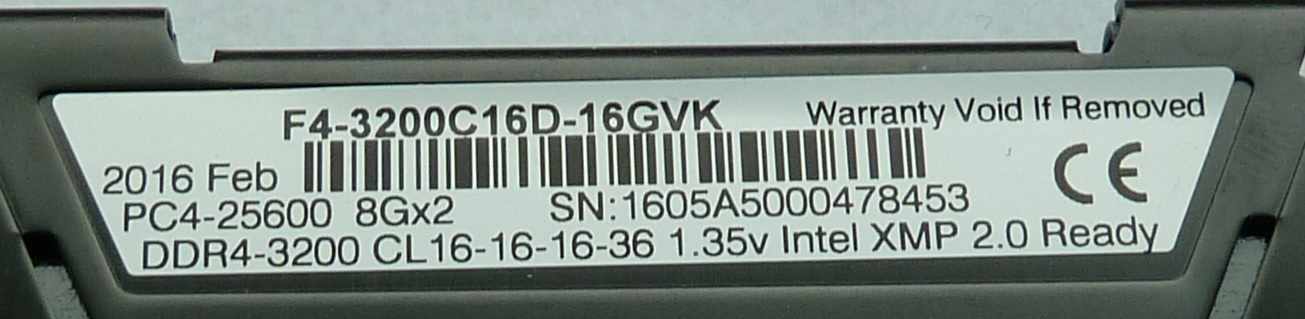 F4-3200C16D-16GVK Warranty Void If Removed
2016 Feb
CE
PC4-25600 8Gx2 SN:1605A5000478453
DDR4-3200 CL16-16-16-36 1.35v Intel XMP 2.0 Ready